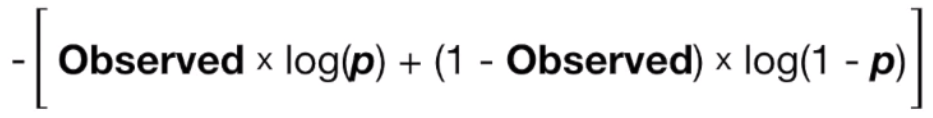 -[ Observed × log(p) + (1 - Observed) × log(1 - p)]